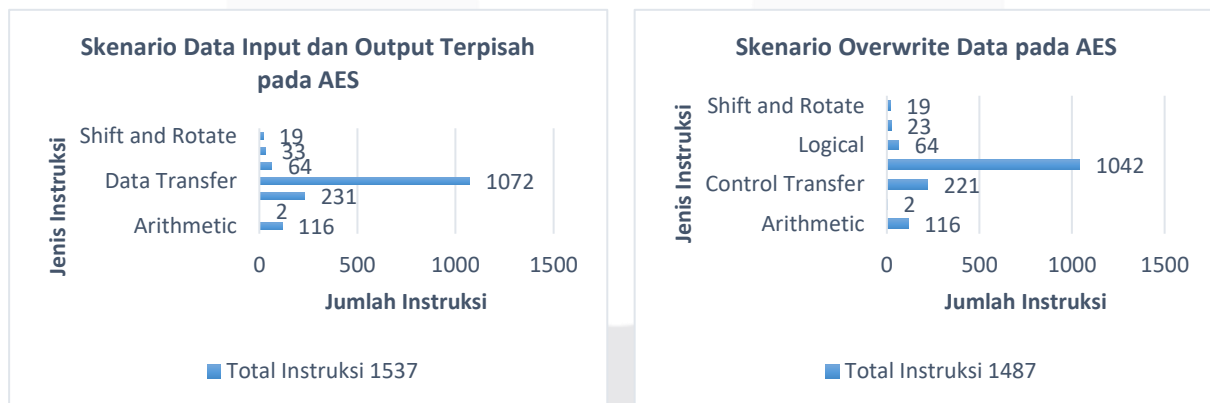 Skenario Data Input dan Output Terpisah
pada AES
Jenis Instruksi
Shift and Rotate
19
33
64
Data Transfer
1072
231
2
Arithmetic
116
0
500
1000
1500
Jumlah Instruksi
Total Instruksi 1537
Skenario Overwrite Data pada AES
Jenis Instruksi
Shift and Rotate
19
23
Logical
64
1042
Control Transfer
221
2
Arithmetic
116
0
500
1000
1500
Jumlah Instruksi
Total Instruksi 1487